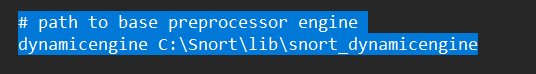 # path to base preprocessor engine
dynamicengine C:\Snort\lib\snort_dynamicengine